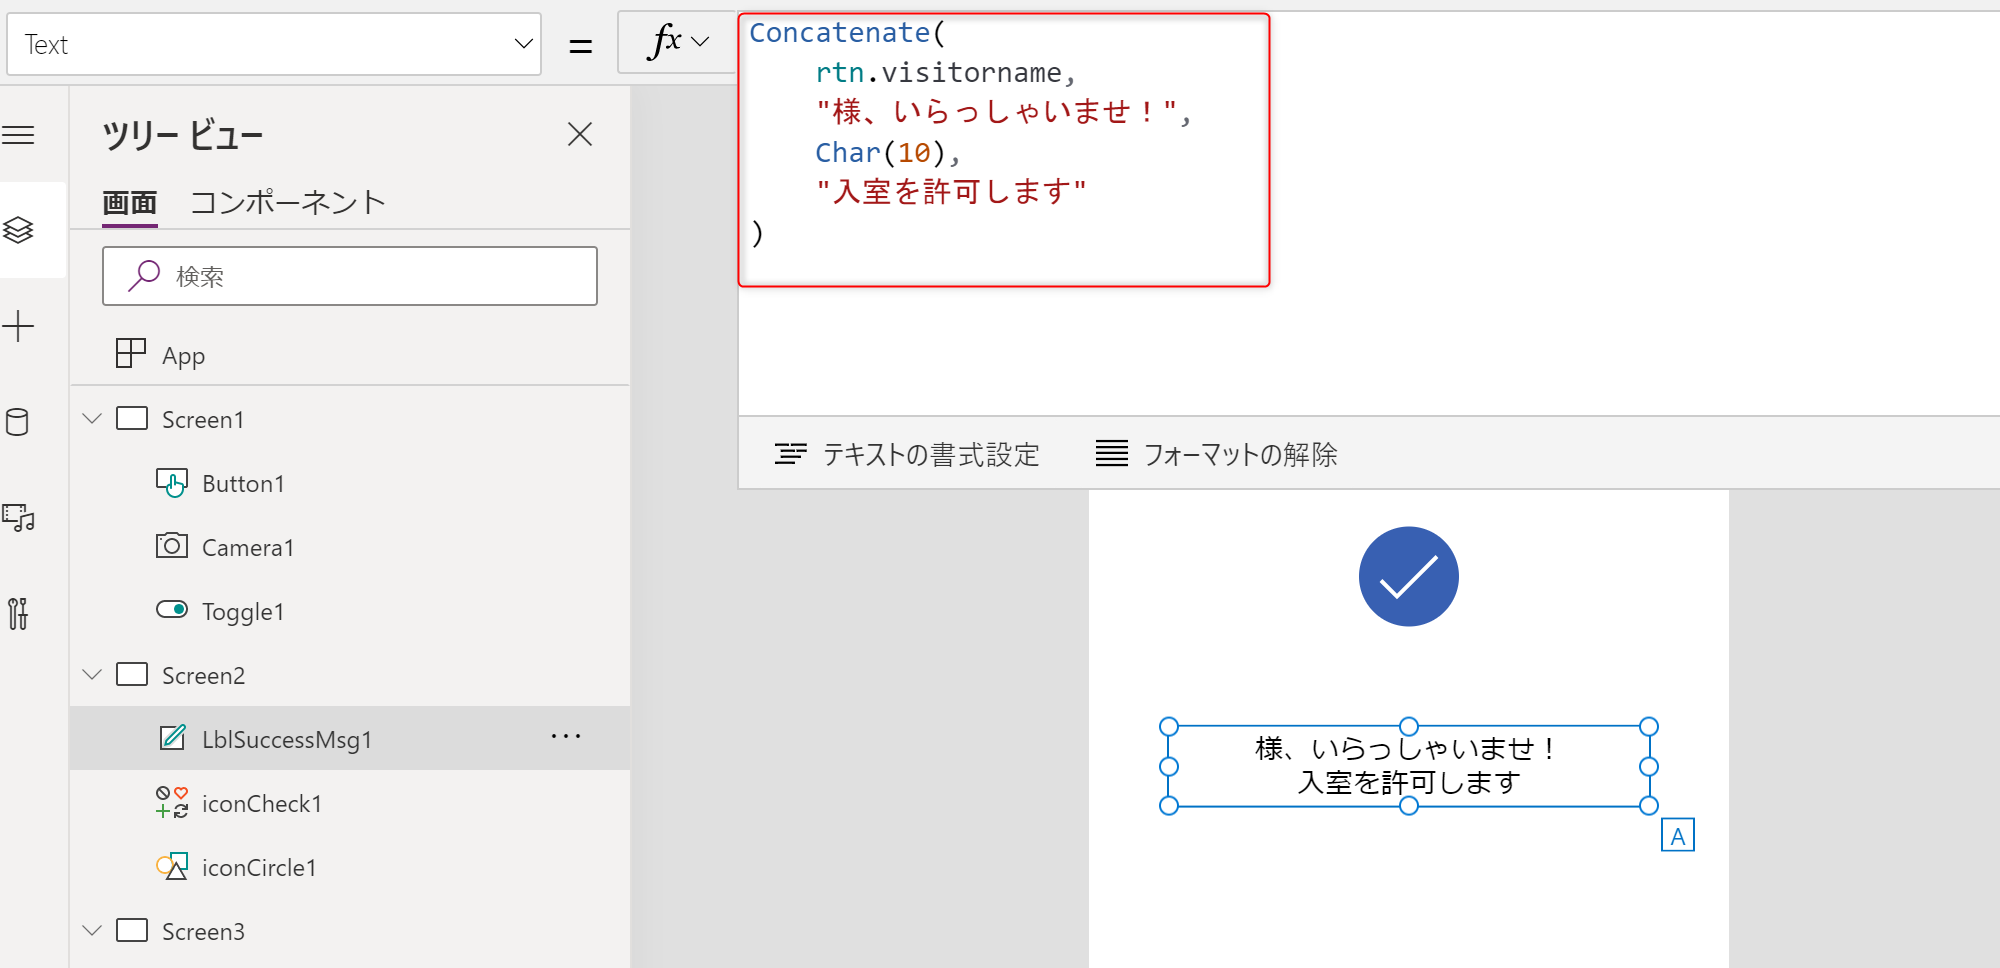 Text
=
fx
Concatenate(
rtn.visitorname,
"様、いらっしゃいませ！",
Char(10),
"入室を許可します"
)
ツリー ビュー
画面 コンポーネント
検索
App
Screen1
Button1
Camera1
Toggle1
Screen2
LblSuccessMsg1
...
iconCheck1
iconCircle1
Screen3
テキストの書式設定 フォーマットの解除
様、いらっしゃいませ！
入室を許可します
A